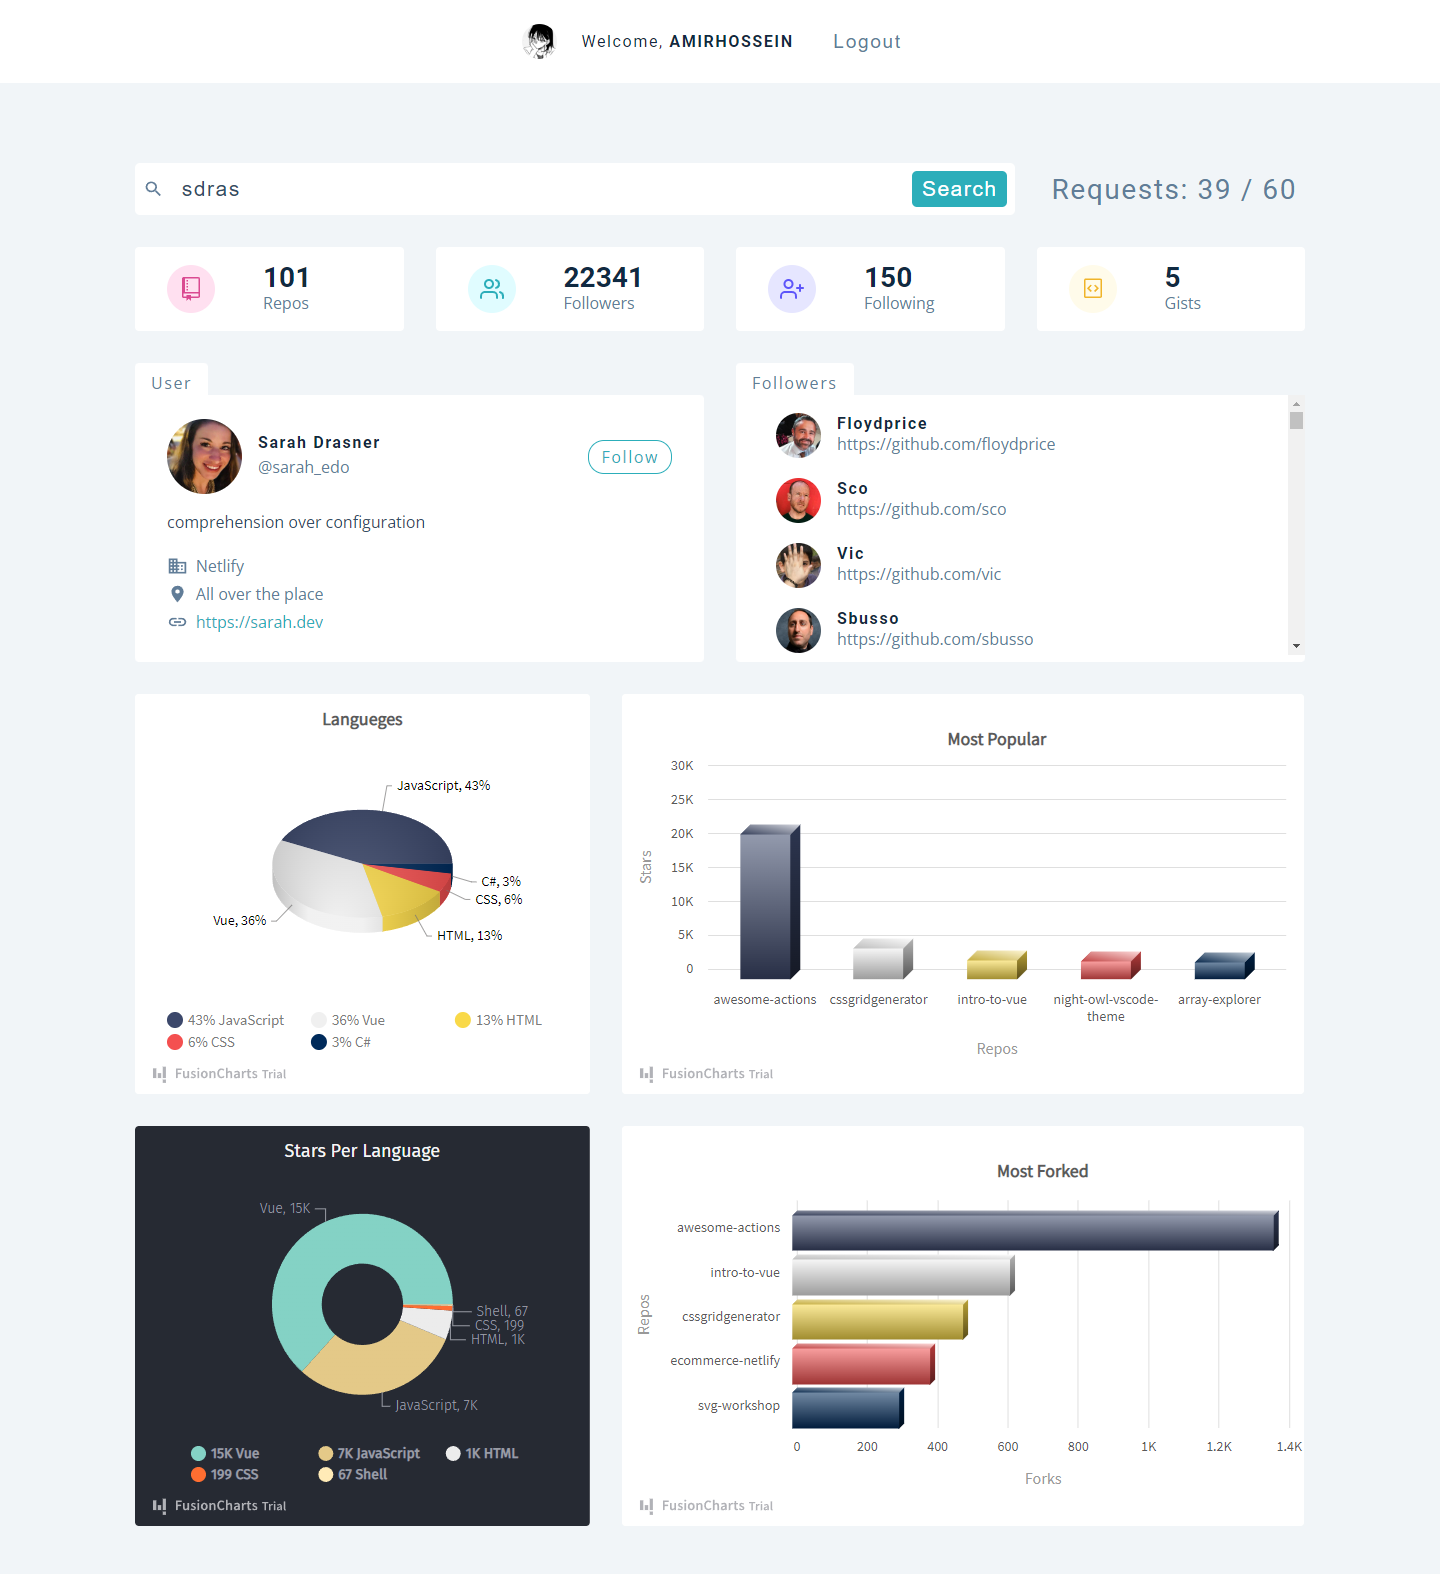 Welcome, AMIRHOSSEIN
Logout
sdras
Search
Requests: 39 / 60
101
Repos
22341
Followers
150
Following
5
Gists
User
Sarah Drasner
@sarah_edo
Follow
comprehension over configuration
Netlify
All over the place
https://sarah.dev
Followers
Floydprice
https://github.com/floydprice
Sco
https://github.com/sco
Vic
https://github.com/vic
Sbusso
https://github.com/sbusso
Langueges
JavaScript, 43%
C#, 3%
CSS, 6%
Vue, 36%
HTML, 13%
43% JavaScript
36% Vue
13% HTML
6% CSS
3% C#
FusionCharts Trial
Most Popular
Stars
30K
25K
20K
15K
10K
5K
0
awesome-actions
cssgridgenerator
intro-to-vue
night-owl-vscode-
theme
array-explorer
Repos
FusionCharts Trial
Stars Per Language
Vue, 15K
Shell, 67
CSS, 199
HTML, 1K
JavaScript, 7K
15K Vue
7K JavaScript
1K HTML
199 CSS
67 Shell
FusionCharts Trial
Most Forked
Repos
awesome-actions
intro-to-vue
cssgridgenerator
ecommerce-netlify
svg-workshop
0
200
400
600
800
1K
1.2K
1.4K
Forks
FusionCharts Trial